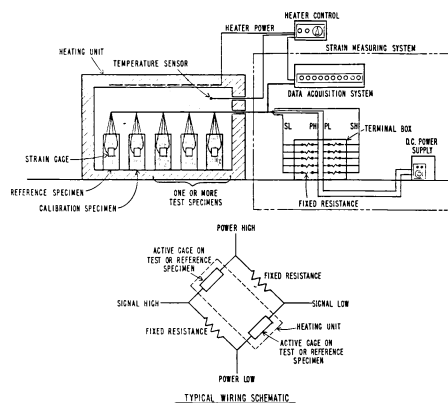 HEATER CONTROL
HEATER POWER
HEATING UNIT
STRAIN MEASURING SYSTEM
TEMPERATURE SENSOR
DATA ACQUISITION SYSTEM
SL PHI PL SHI
TERMINAL BOX
D.C. POWER
SUPPLY
STRAIN GAGE
REFERENCE SPECIMEN
CALIBRATION SPECIMEN
ONE OR MORE
TEST SPECIMENS
FIXED RESISTANCE
POWER HIGH
ACTIVE GAGE ON
TEST OR REFERENCE
SPECIMEN
FIXED RESISTANCE
SIGNAL HIGH
SIGNAL LOW
FIXED RESISTANCE
HEATING UNIT
ACTIVE GAGE ON
TEST OR REFERENCE
SPECIMEN
POWER LOW
TYPICAL WIRING SCHEMATIC